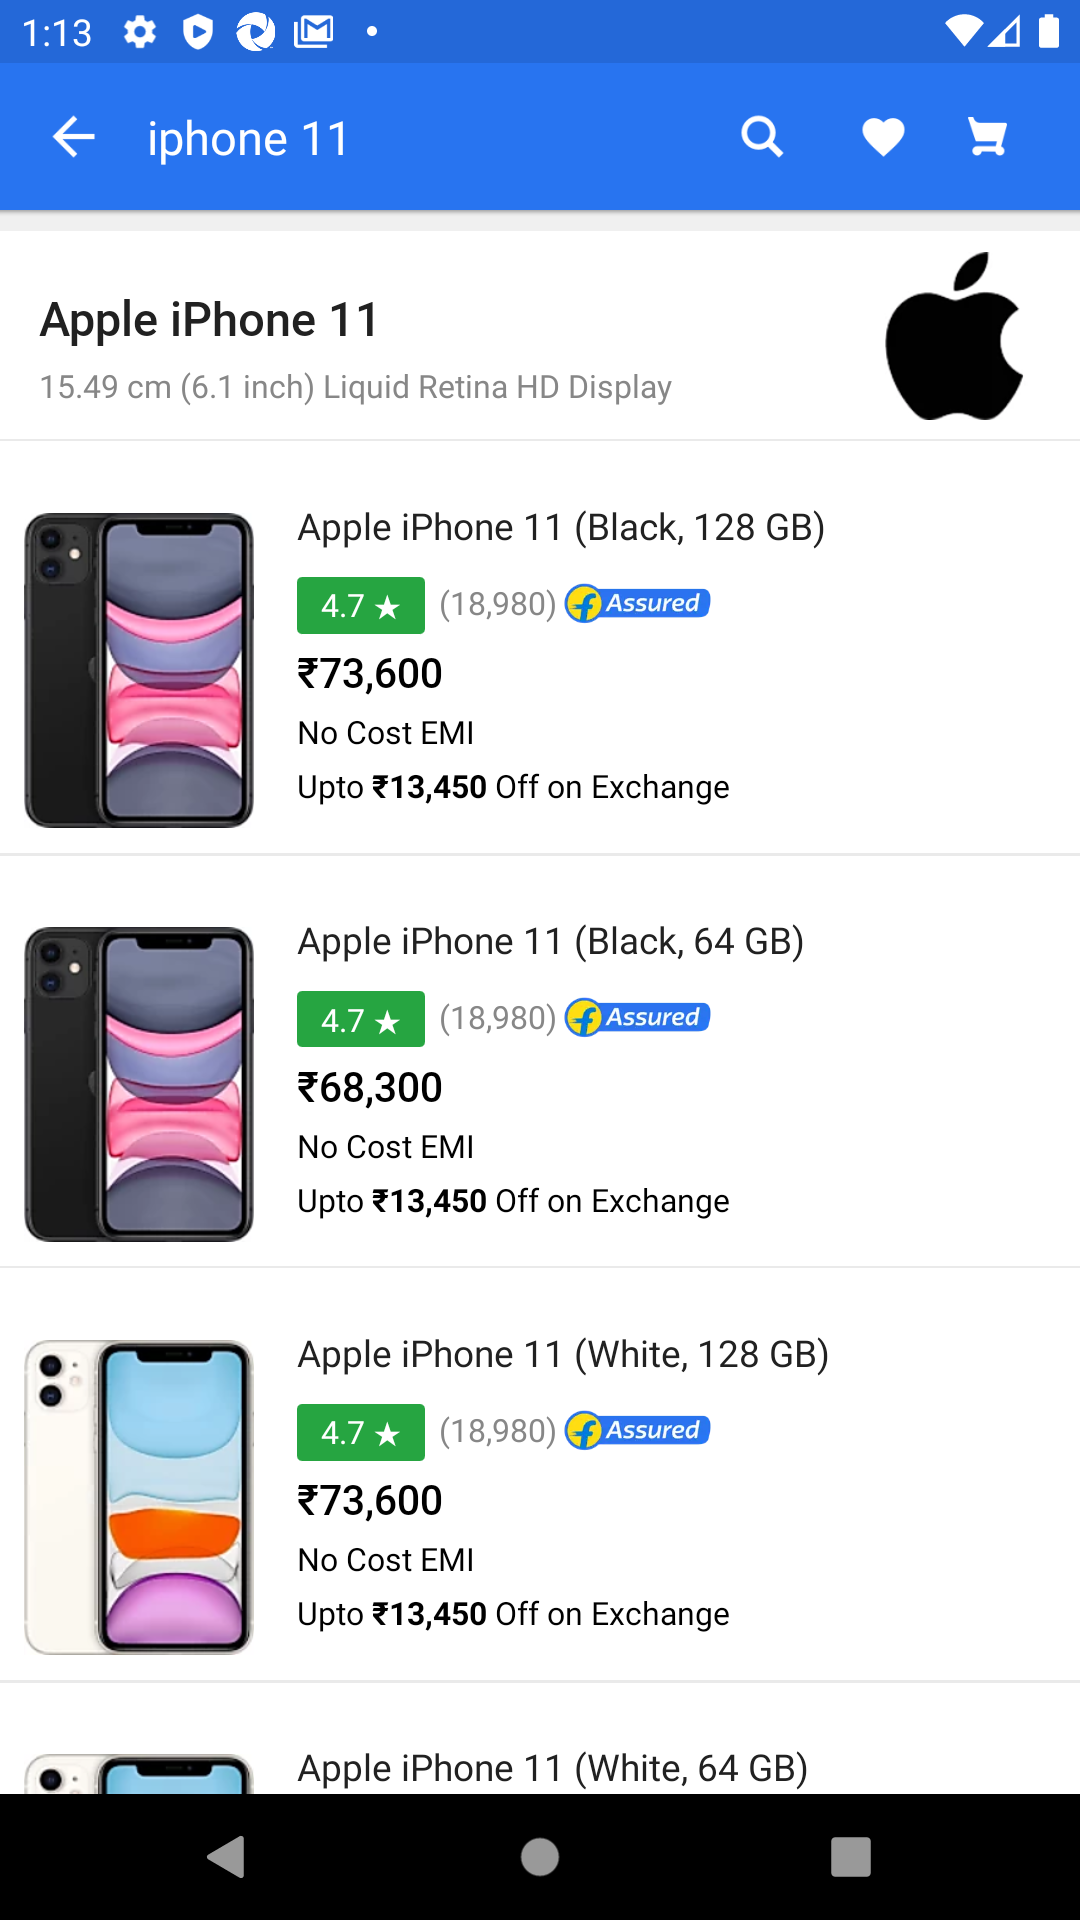 1:13
iphone 11
Apple iPhone 11
15.49 cm (6.1 inch) Liquid Retina HD Display
Apple iPhone 11 (Black, 128 GB)
4.7 ★ (18,980) f Assured
₹73,600
No Cost EMI
Upto ₹13,450 Off on Exchange
Apple iPhone 11 (Black, 64 GB)
4.7 ★ (18,980) f Assured
₹68,300
No Cost EMI
Upto ₹13,450 Off on Exchange
Apple iPhone 11 (White, 128 GB)
4.7 ★ (18,980) f Assured
₹73,600
No Cost EMI
Upto ₹13,450 Off on Exchange
Apple iPhone 11 (White, 64 GB)